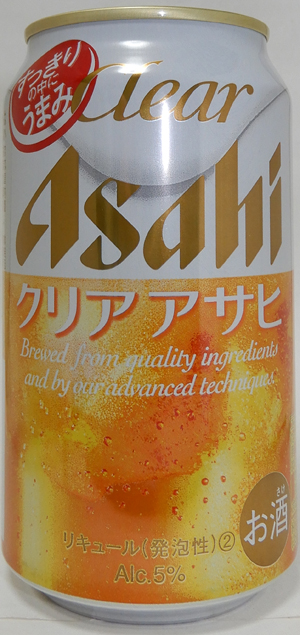 すっきり
の中に
うまみ
Clear
Asahi
クリア アサヒ
Brewed from quality ingredients
and by our advanced techniques.
さけ
お酒
リキュール(発泡性)②
Alc.5%